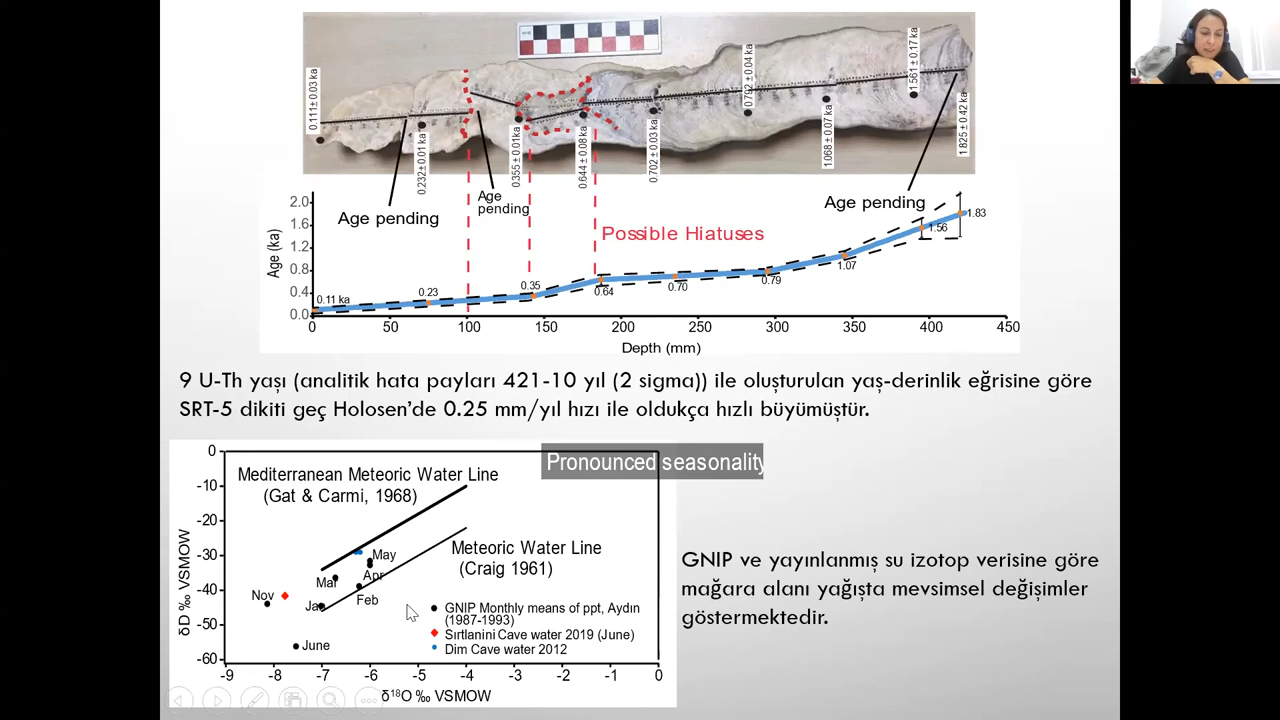 0.111± 0.03 ka
0.232± 0.01 ka
0.355 ± 0.01ka
0.644 ± 0.08 ka
0.702 ± 0.03 ka
0.792 ± 0.04 ka
1.068 ± 0.07 ka
1.561 ± 0.17 ka
1.825 ± 0.42 ka
Age pending
Age
pending
Age pending
Possible Hiatuses
Age (ka)
2.0
1.6
1.2
0.8
0.4
0.0
0.11 ka
0.23
0.35
0.64
0.70
0.79
1.07
1.56
1.83
0 50 100 150 200 250 300 350 400 450
Depth (mm)
9 U-Th yaşı (analitik hata payları 421-10 yıl (2 sigma)) ile oluşturulan yaş-derinlik eğrisine göre
SRT-5 dikiti geç Holosen’de 0.25 mm/yıl hızı ile oldukça hızlı büyümüştür.
Pronounced seasonality
Mediterranean Meteoric Water Line
(Gat & Carmi, 1968)
Meteoric Water Line
(Craig 1961)
δD ‰ VSMOW
0
-10
-20
-30
-40
-50
-60
May
Mar
Apr
Nov
Jan
Feb
June
GNIP Monthly means of ppt, Aydın
(1987-1993)
Sırtlanini Cave water 2019 (June)
Dim Cave water 2012
-9 -8 -7 -6 -5 -4 -3 -2 -1 0
δ¹⁸O ‰ VSMOW
GNIP ve yayınlanmış su izotop verisine göre
mağara alanı yağışta mevsimsel değişimler
göstermektedir.